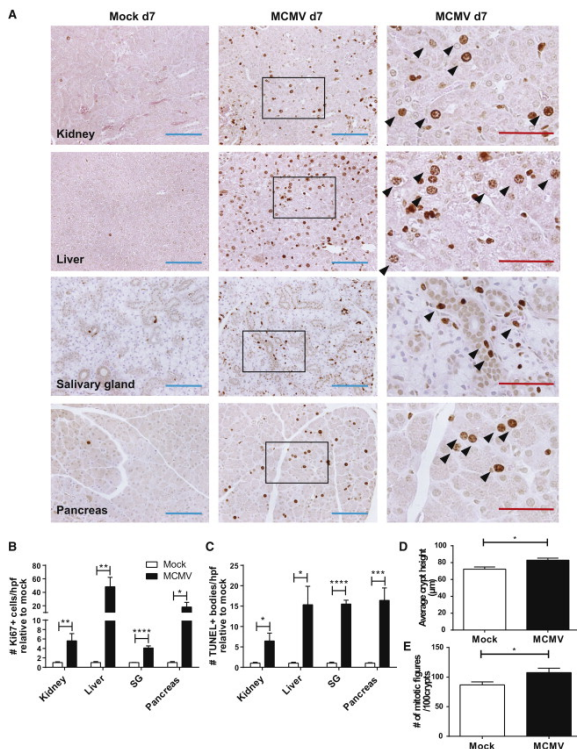 A
Mock d7 MCMV d7 MCMV d7
Kidney
Liver
Salivary gland
Pancreas
B
# Ki67+ cells/hpf
relative to mock
80
60
40
20
10
8
6
4
2
0
Mock
MCMV
**
**
****
*
Kidney
Liver
SG
Pancreas
C
# TUNEL+ bodies/hpf
relative to mock
25
20
15
10
5
0
*
*
****
***
Kidney
Liver
SG
Pancreas
D
Average crypt height
(μm)
100
80
60
40
20
0
*
Mock MCMV
E
# of mitotic figures
/100crypts
150
100
50
0
*
Mock MCMV